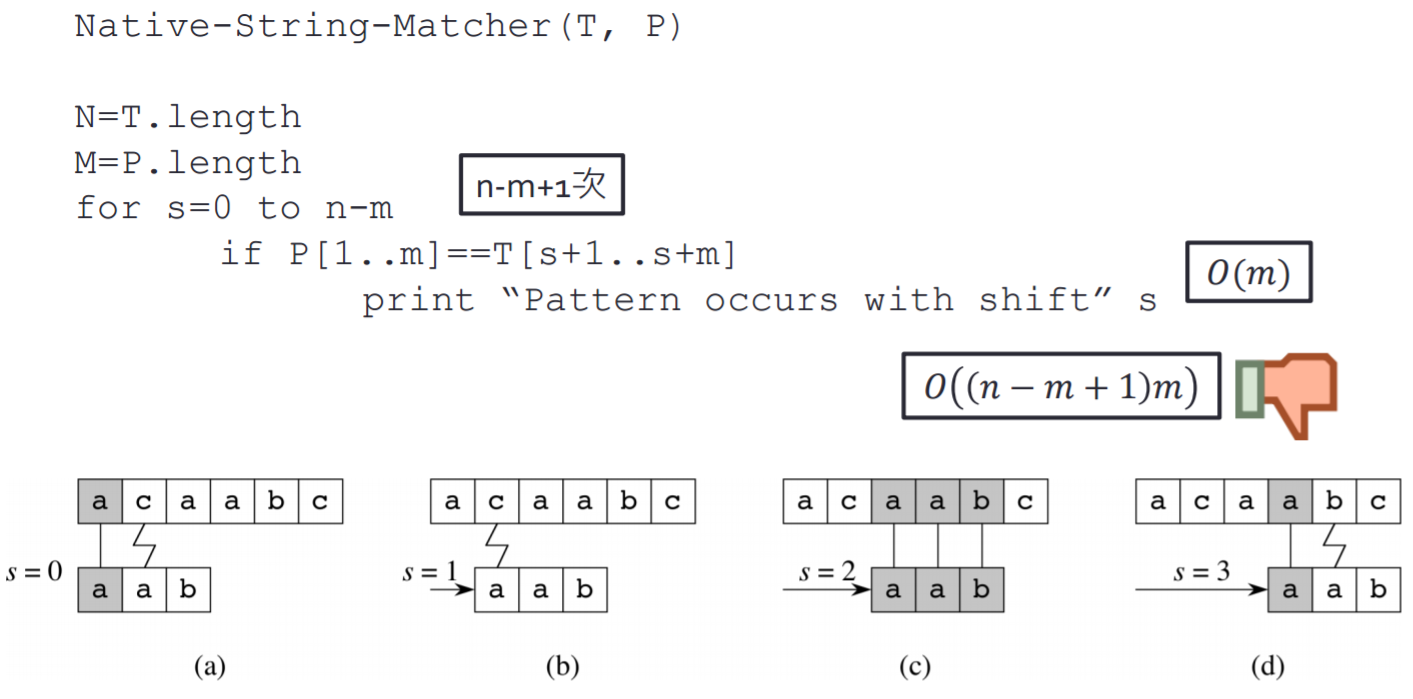 Native-String-Matcher(T, P)
N=T.length
M=P.length
n-m+1次
for s=0 to n-m
if P[1..m]==T[s+1..s+m]
print “Pattern occurs with shift” s
O(m)
O((n − m + 1)m)
a c a a b c
s = 0
a a b
(a)
a c a a b c
s = 1
a a b
(b)
a c a a b c
s = 2
a a b
(c)
a c a a b c
s = 3
a a b
(d)